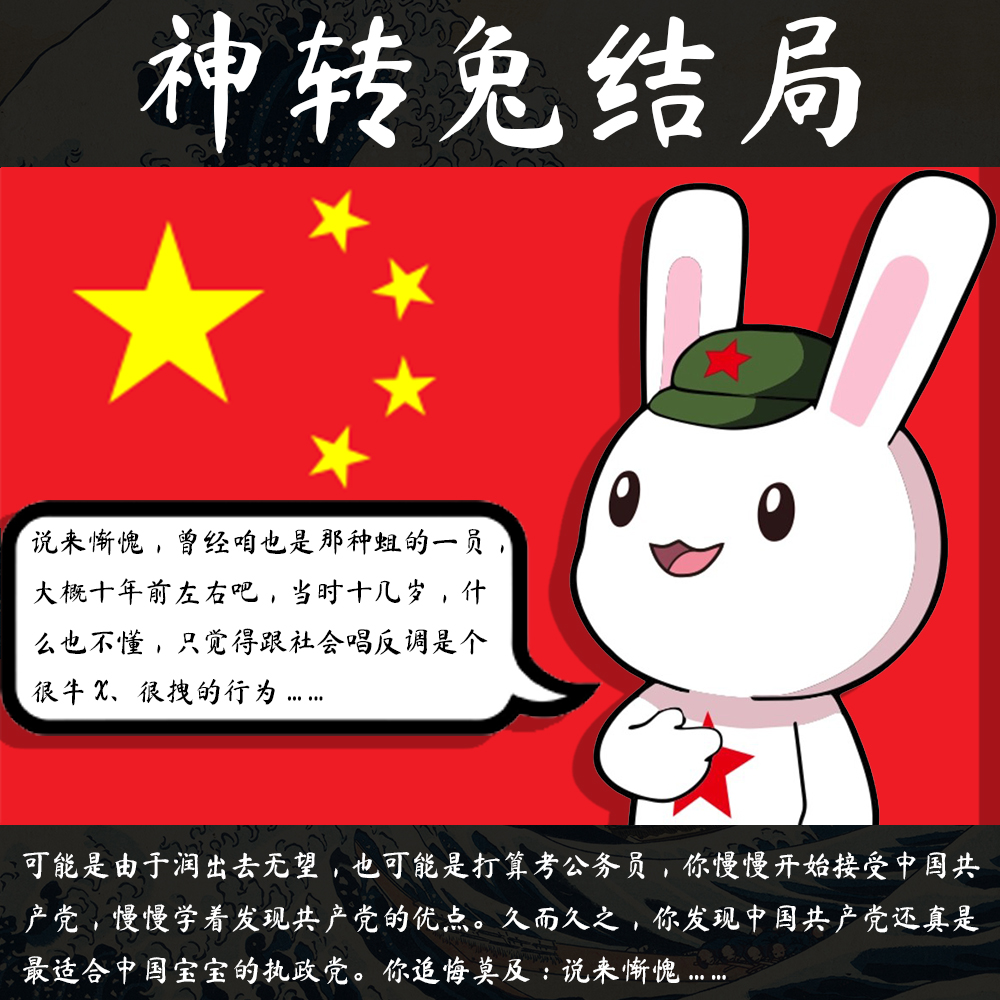 神转兔结局
说来惭愧，曾经咱也是那种蛆的一员，
大概十年前左右吧，当时十几岁，什
么也不懂，只觉得跟社会唱反调是个
很牛X、很拽的行为……
可能是由于润出去无望，也可能是打算考公务员，你慢慢开始接受中国共
产党，慢慢学着发现共产党的优点。久而久之，你发现中国共产党还真是
最适合中国宝宝的执政党。你追悔莫及：说来惭愧……